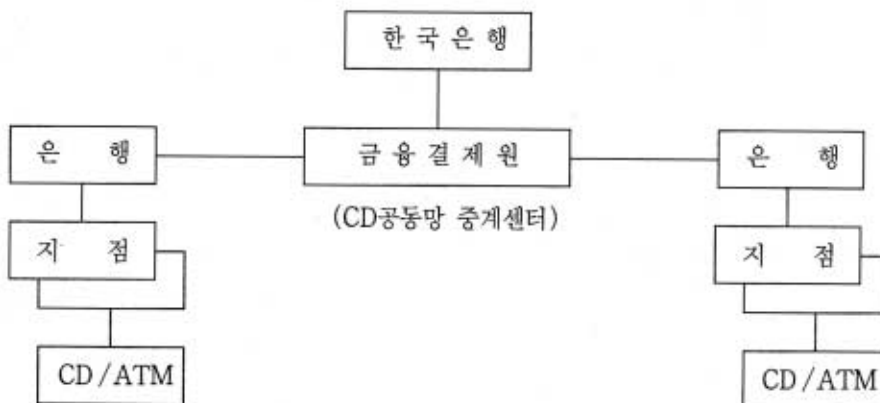 한국은행
은 행
금융결제원
은 행
(CD공동망 중계센터)
지 점
지 점
CD/ATM
CD/ATM